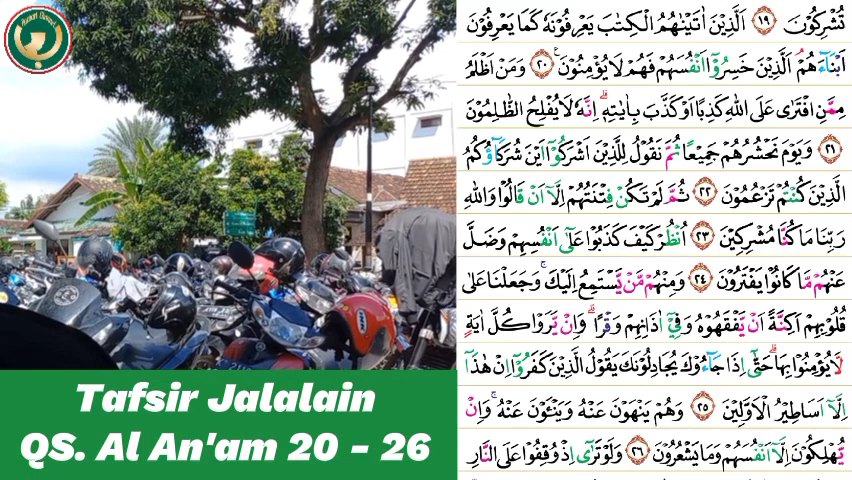 Tafsir Jalalain
QS. Al An'am 20 - 26
تُشْرِكُوْنَ ۝١٩ اَلَّذِيْنَ اٰتَيْنٰهُمُ الْكِتٰبَ يَعْرِفُوْنَهٗ كَمَا يَعْرِفُوْنَ
اَبْنَاۤءَهُمْ ۘ اَلَّذِيْنَ خَسِرُوْٓا اَنْفُسَهُمْ فَهُمْ لَا يُؤْمِنُوْنَ ۝٢٠ ࣖ وَمَنْ اَظْلَمُ
مِمَّنِ افْتَرٰى عَلَى اللّٰهِ كَذِبًا اَوْ كَذَّبَ بِاٰيٰتِهٖۗ اِنَّهٗ لَا يُفْلِحُ الظّٰلِمُوْنَ
۝٢١ وَيَوْمَ نَحْشُرُهُمْ جَمِيْعًا ثُمَّ نَقُوْلُ لِلَّذِيْنَ اَشْرَكُوْٓا اَيْنَ شُرَكَاۤؤُكُمُ
الَّذِيْنَ كُنْتُمْ تَزْعُمُوْنَ ۝٢٢ ثُمَّ لَمْ تَكُنْ فِتْنَتُهُمْ اِلَّآ اَنْ قَالُوْا وَاللّٰهِ
رَبِّنَا مَا كُنَّا مُشْرِكِيْنَ ۝٢٣ اُنْظُرْ كَيْفَ كَذَبُوْا عَلٰٓى اَنْفُسِهِمْ وَضَلَّ
عَنْهُمْ مَّا كَانُوْا يَفْتَرُوْنَ ۝٢٤ وَمِنْهُمْ مَّنْ يَّسْتَمِعُ اِلَيْكَ ۚ وَجَعَلْنَا عَلٰى
قُلُوْبِهِمْ اَكِنَّةً اَنْ يَّفْقَهُوْهُ وَفِيْٓ اٰذَانِهِمْ وَقْرًا ۗ وَاِنْ يَّرَوْا كُلَّ اٰيَةٍ
لَّا يُؤْمِنُوْا بِهَا ۗ حَتّٰٓى اِذَا جَاۤءُوْكَ يُجَادِلُوْنَكَ يَقُوْلُ الَّذِيْنَ كَفَرُوْٓا اِنْ هٰذَآ
اِلَّآ اَسَاطِيْرُ الْاَوَّلِيْنَ ۝٢٥ وَهُمْ يَنْهَوْنَ عَنْهُ وَيَنْـَٔوْنَ عَنْهُ ۚ وَاِنْ
يُّهْلِكُوْنَ اِلَّآ اَنْفُسَهُمْ وَمَا يَشْعُرُوْنَ ۝٢٦ وَلَوْ تَرٰٓى اِذْ وُقِفُوْا عَلَى النَّارِ